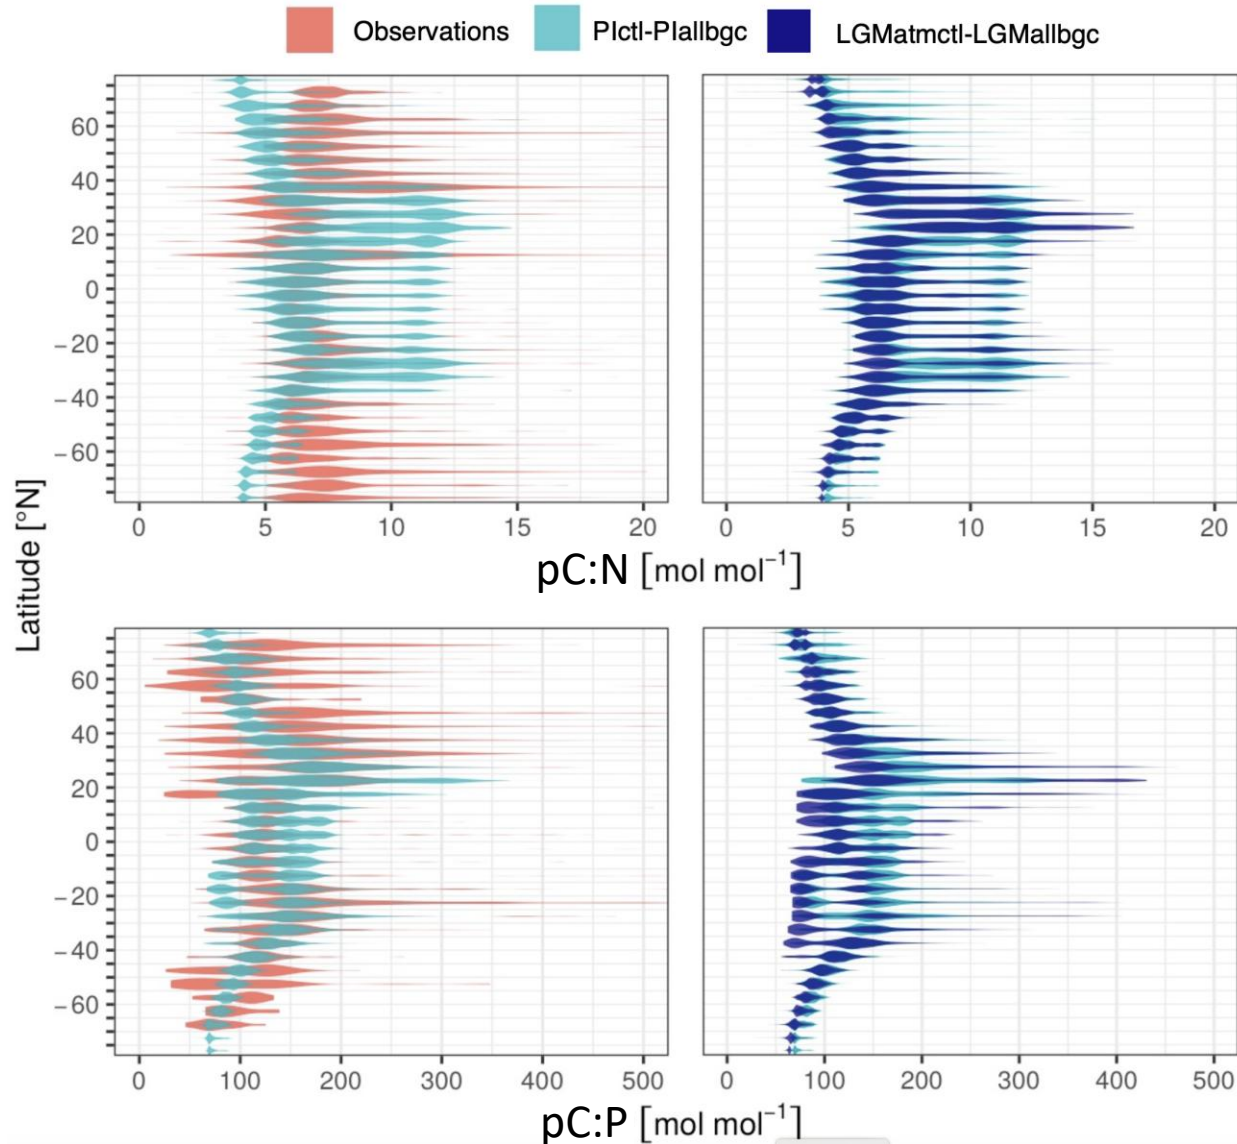 Observations PIctl-PIallbgc LGMatmctl-LGMallbgc
60
40
20
0
−20
−40
−60
0 5 10 15 20
0 5 10 15 20
pC:N [mol mol⁻¹]
Latitude [°N]
60
40
20
0
−20
−40
−60
0 100 200 300 400 500
0 100 200 300 400 500
pC:P [mol mol⁻¹]